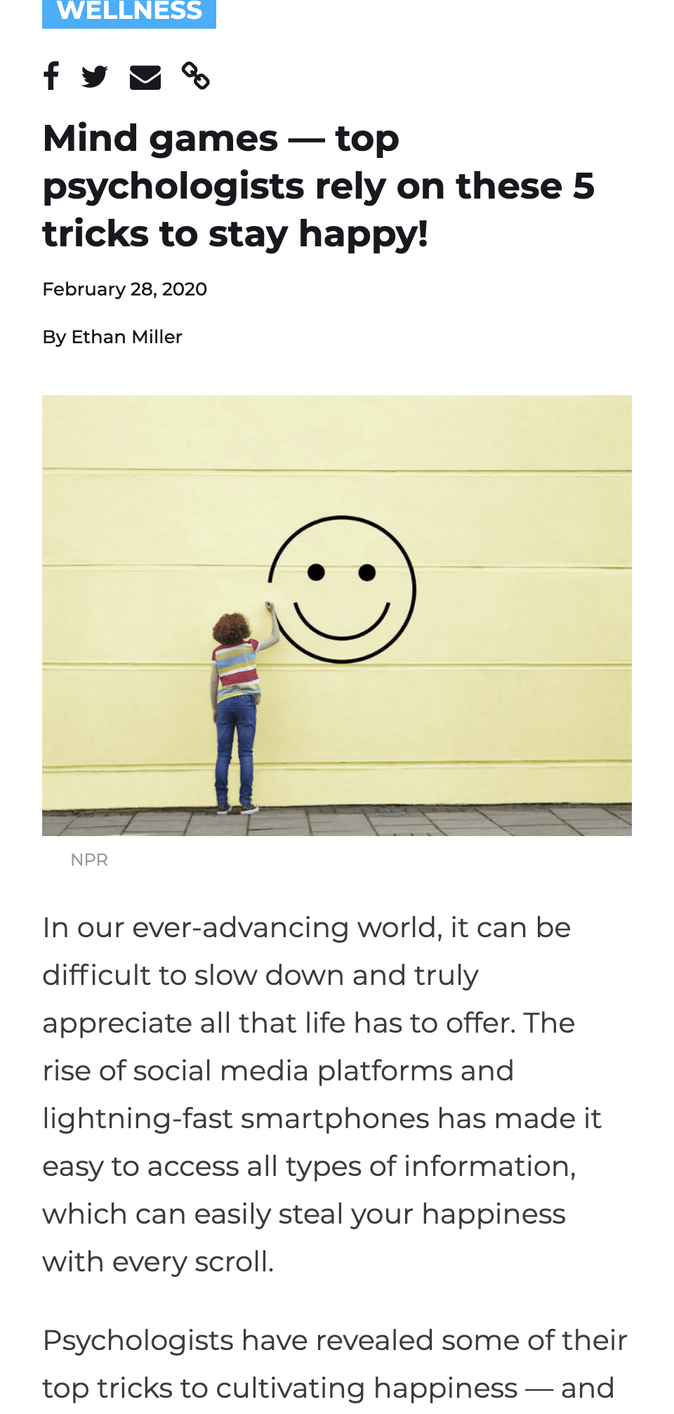 WELLNESS
Mind games — top
psychologists rely on these 5
tricks to stay happy!
February 28, 2020
By Ethan Miller
NPR
In our ever-advancing world, it can be
difficult to slow down and truly
appreciate all that life has to offer. The
rise of social media platforms and
lightning-fast smartphones has made it
easy to access all types of information,
which can easily steal your happiness
with every scroll.
Psychologists have revealed some of their
top tricks to cultivating happiness — and